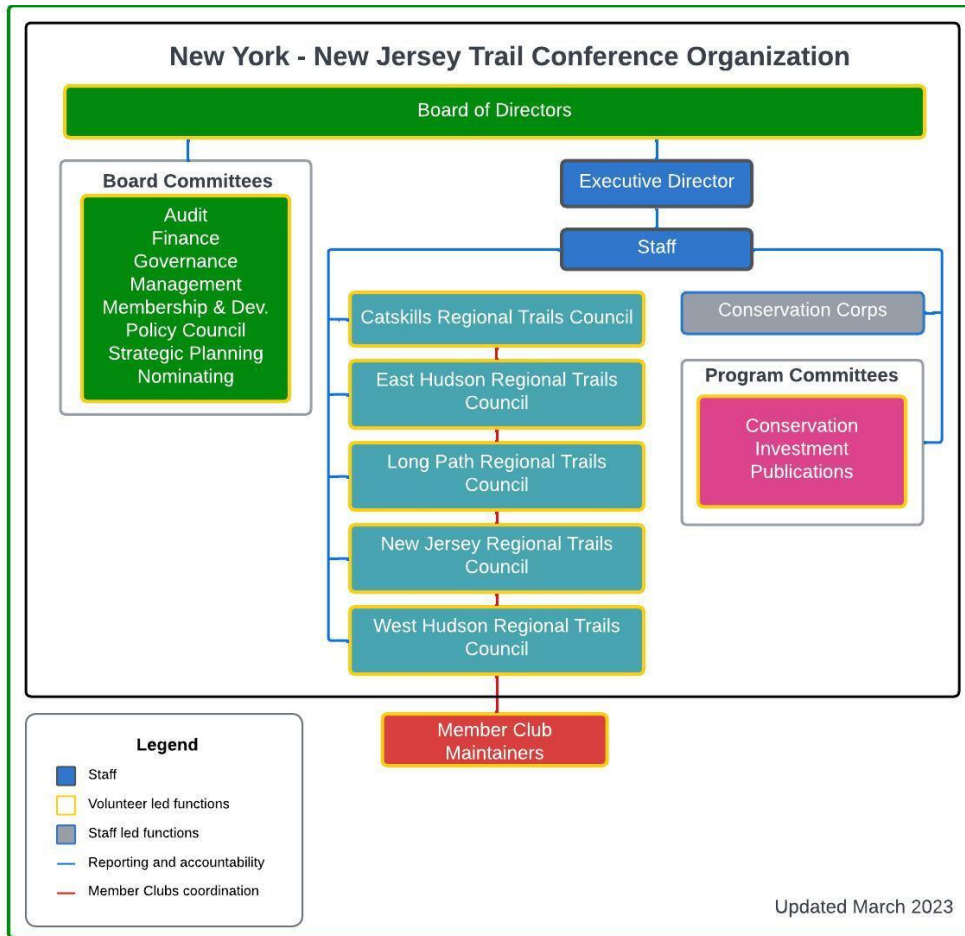 New York - New Jersey Trail Conference Organization
Board of Directors
Board Committees
Audit
Finance
Governance
Management
Membership & Dev.
Policy Council
Strategic Planning
Nominating
Executive Director
Staff
Catskills Regional Trails Council
East Hudson Regional Trails
Council
Long Path Regional Trails
Council
New Jersey Regional Trails
Council
West Hudson Regional Trails
Council
Conservation Corps
Program Committees
Conservation
Investment
Publications
Member Club
Maintainers
Legend
Staff
Volunteer led functions
Staff led functions
Reporting and accountability
Member Clubs coordination
Updated March 2023